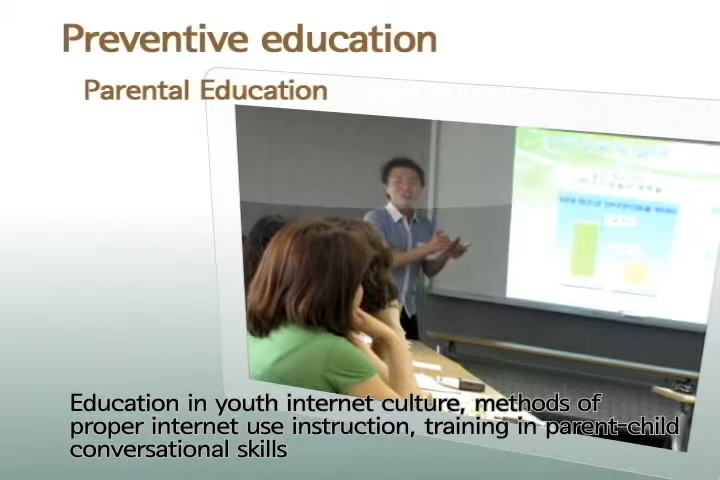 Preventive education
Parental Education
Education in youth internet culture, methods of
proper internet use instruction, training in parent-child
conversational skills